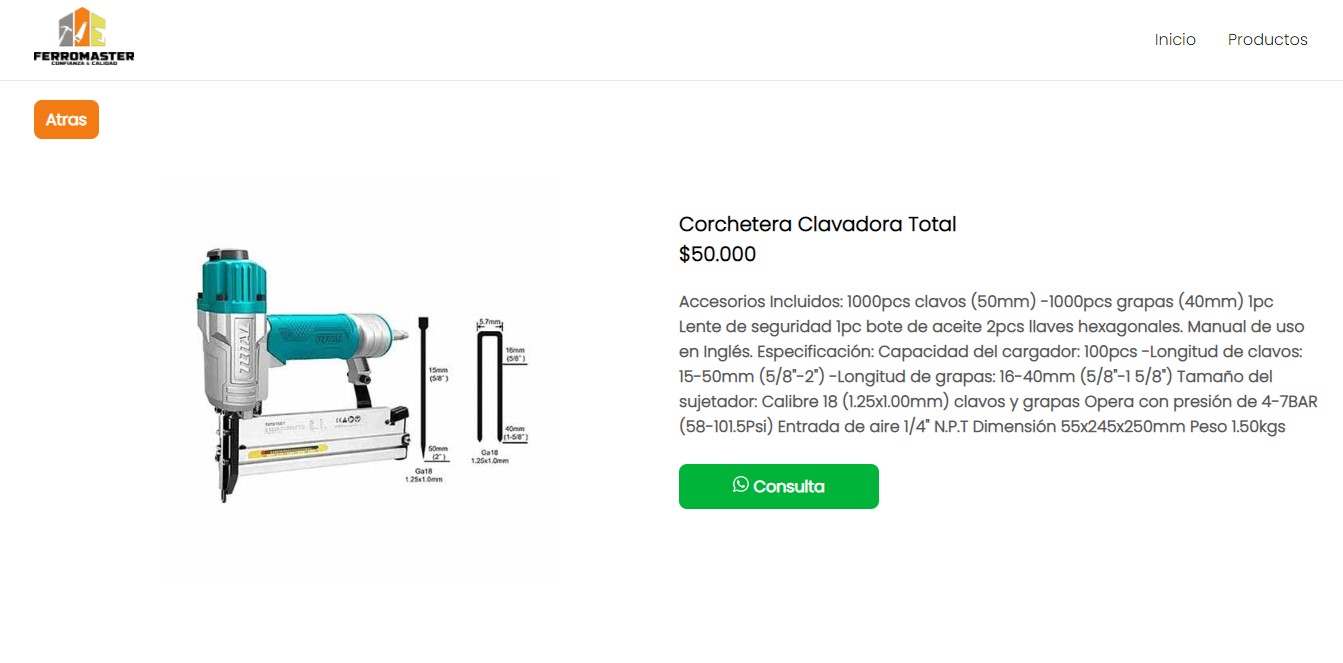 FERROMASTER
CONFIANZA & CALIDAD
Inicio
Productos
Atras
Corchetera Clavadora Total
$50.000
Accesorios Incluidos: 1000pcs clavos (50mm) -1000pcs grapas (40mm) 1pc
Lente de seguridad 1pc bote de aceite 2pcs llaves hexagonales. Manual de uso
en Inglés. Especificación: Capacidad del cargador: 100pcs -Longitud de clavos:
15-50mm (5/8"-2") -Longitud de grapas: 16-40mm (5/8"-1 5/8") Tamaño del
sujetador: Calibre 18 (1.25x1.00mm) clavos y grapas Opera con presión de 4-7BAR
(58-101.5Psi) Entrada de aire 1/4" N.P.T Dimensión 55x245x250mm Peso 1.50kgs
Consulta
TOTAL
TOTAL
15mm
(5/8")
50mm
(2")
Ga18
1.25x1.0mm
5.7mm
16mm
(5/8")
40mm
(1-5/8")
Ga18
1.25x1.0mm